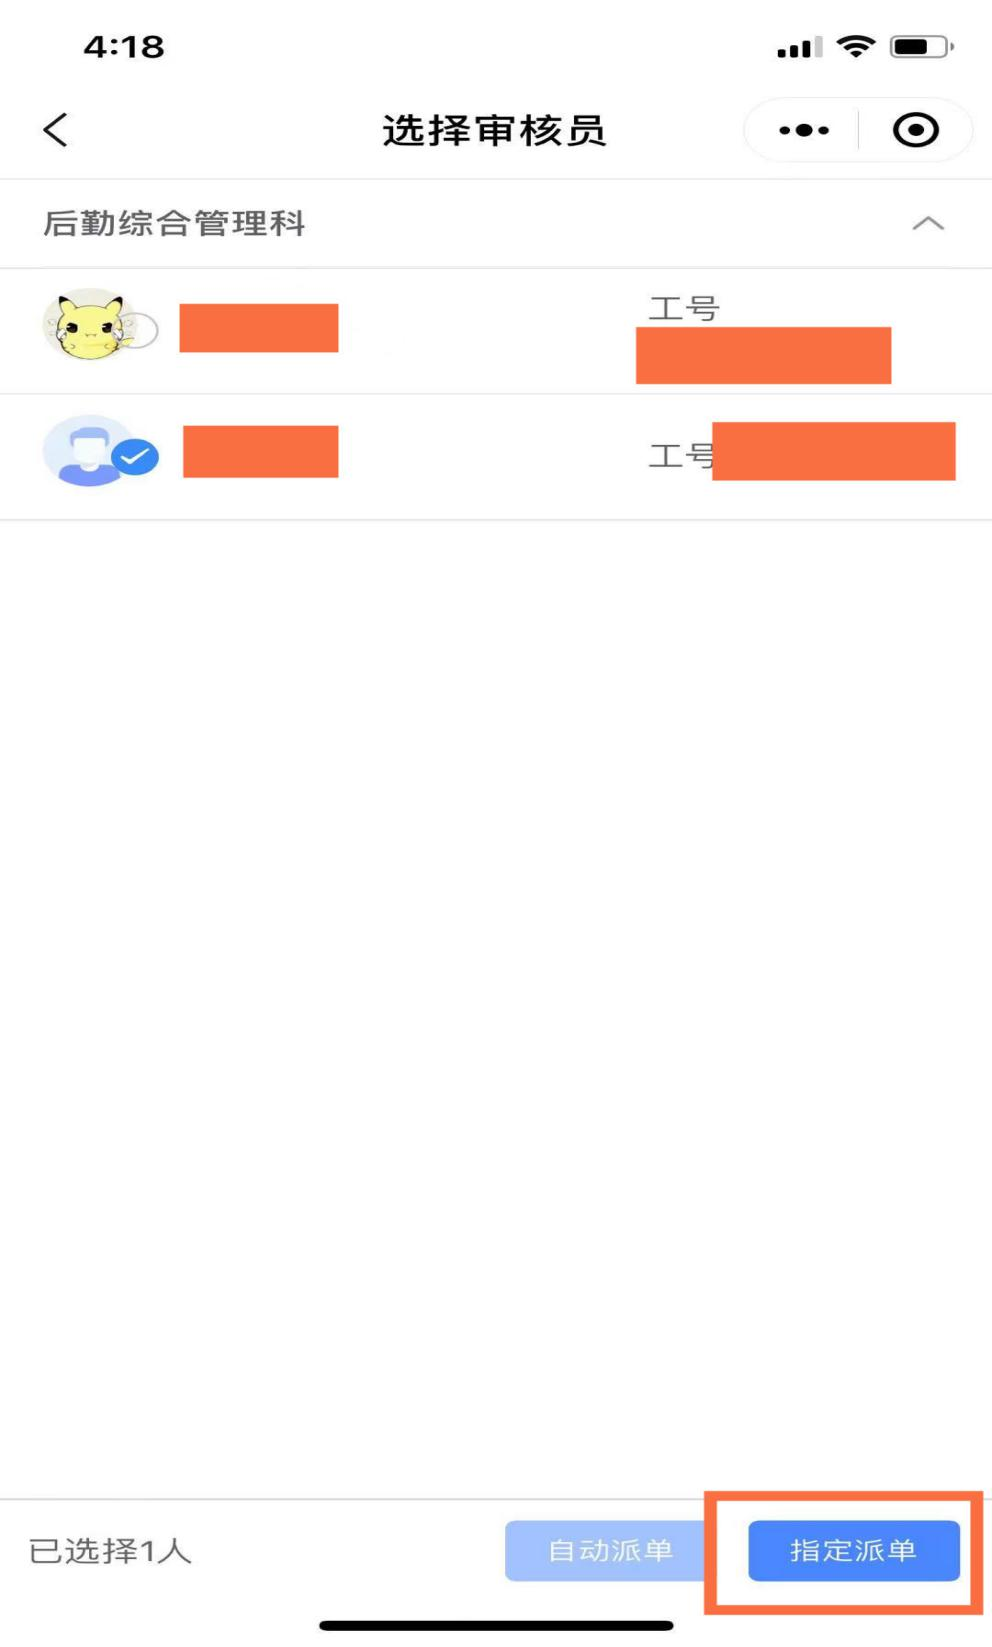 4:18
选择审核员
后勤综合管理科
工号
工号
已选择1人
自动派单
指定派单